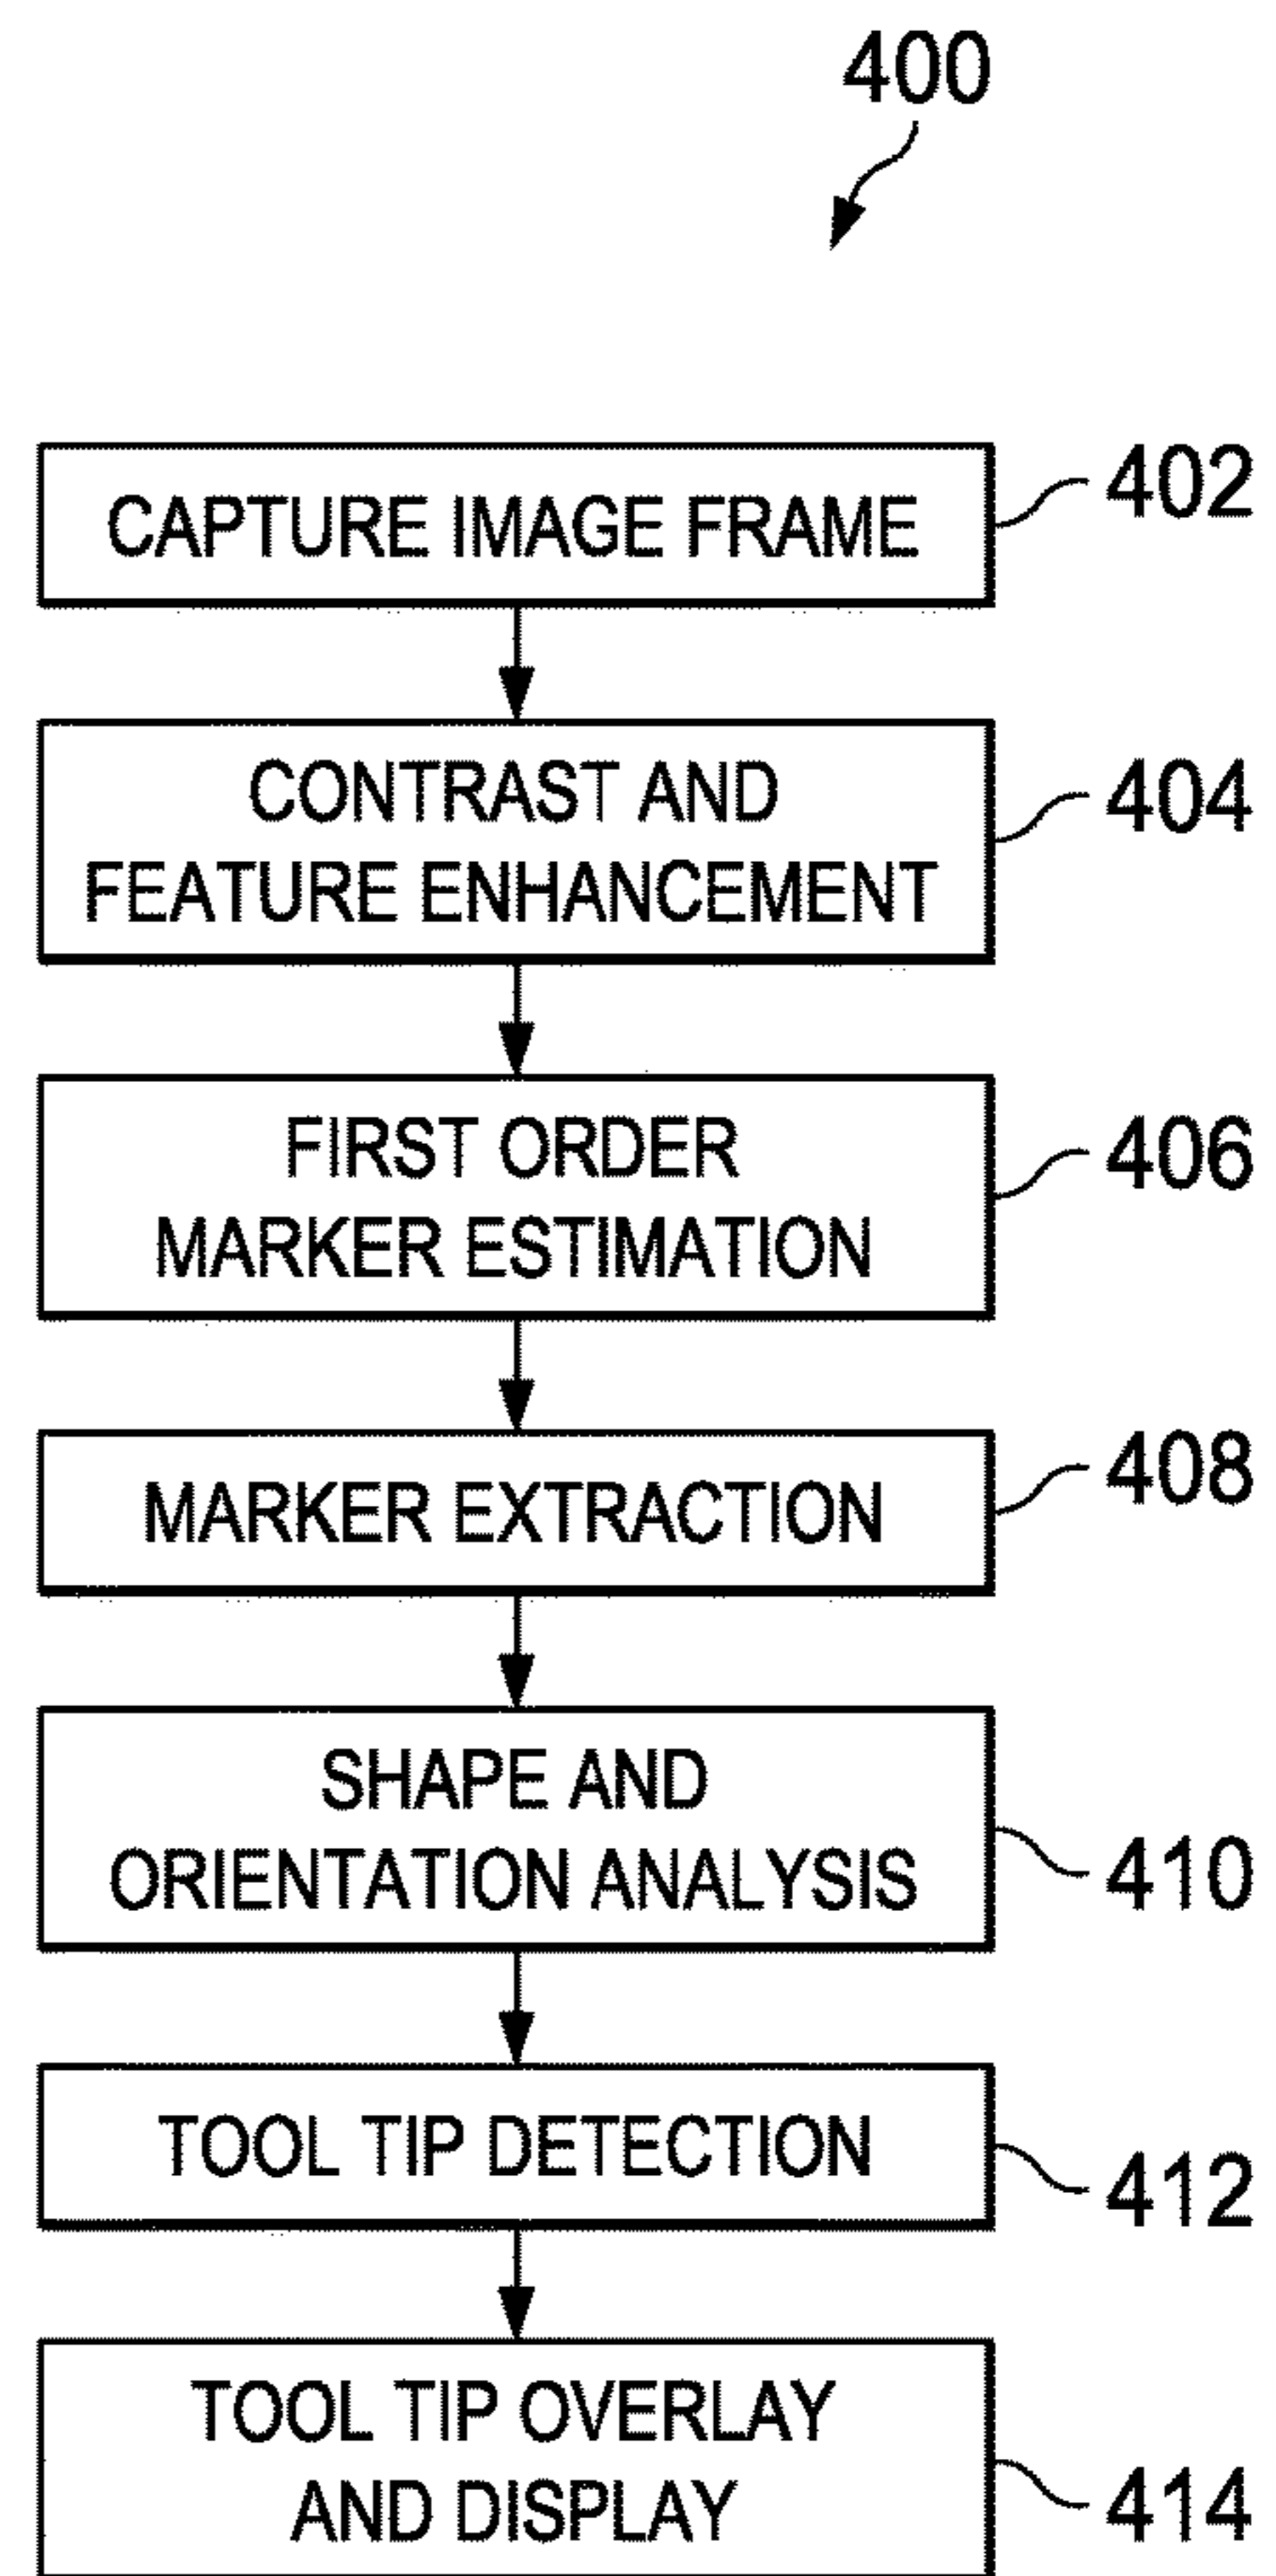 400
CAPTURE IMAGE FRAME
402
CONTRAST AND
FEATURE ENHANCEMENT
404
FIRST ORDER
MARKER ESTIMATION
406
MARKER EXTRACTION
408
SHAPE AND
ORIENTATION ANALYSIS
410
TOOL TIP DETECTION
412
TOOL TIP OVERLAY
AND DISPLAY
414